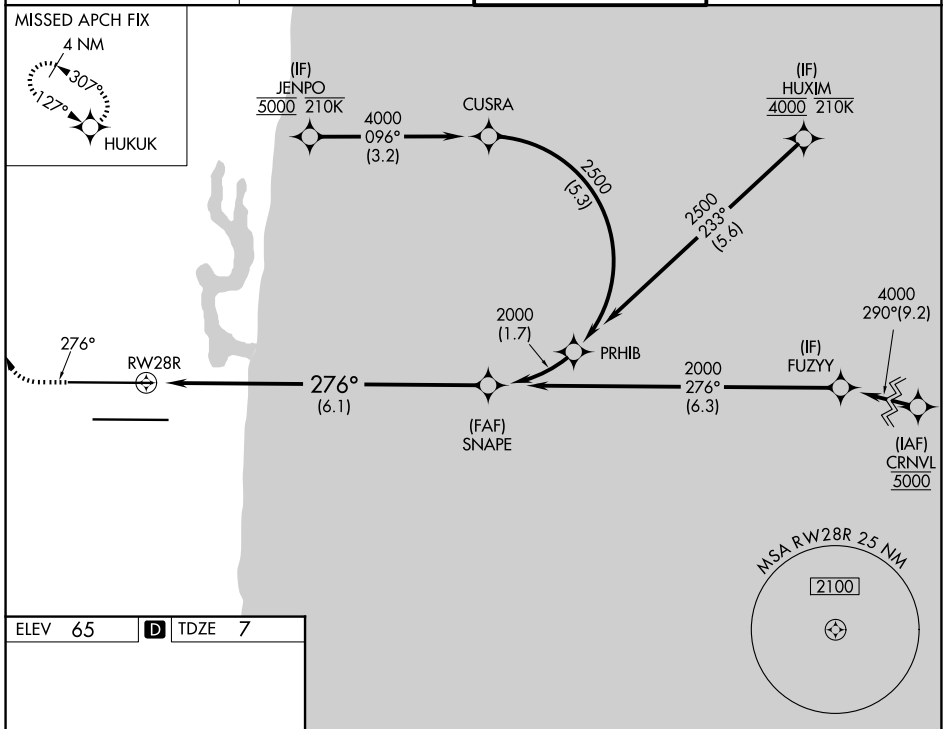 MISSED APCH FIX
4 NM
307°
127°
HUKUK
(IF)
JENPO
5000 210K
4000
096°
(3.2)
CUSRA
2500
(5.3)
(IF)
HUXIM
4000 210K
2500
233°
(5.6)
4000
290°(9.2)
2000
(1.7)
PRHIB
(IF)
FUZYY
276°
RW28R
276°
(6.1)
2000
276°
(6.3)
(FAF)
SNAPE
(IAF)
CRNVL
5000
MSA RW28R 25 NM
2100
ELEV 65 D TDZE 7